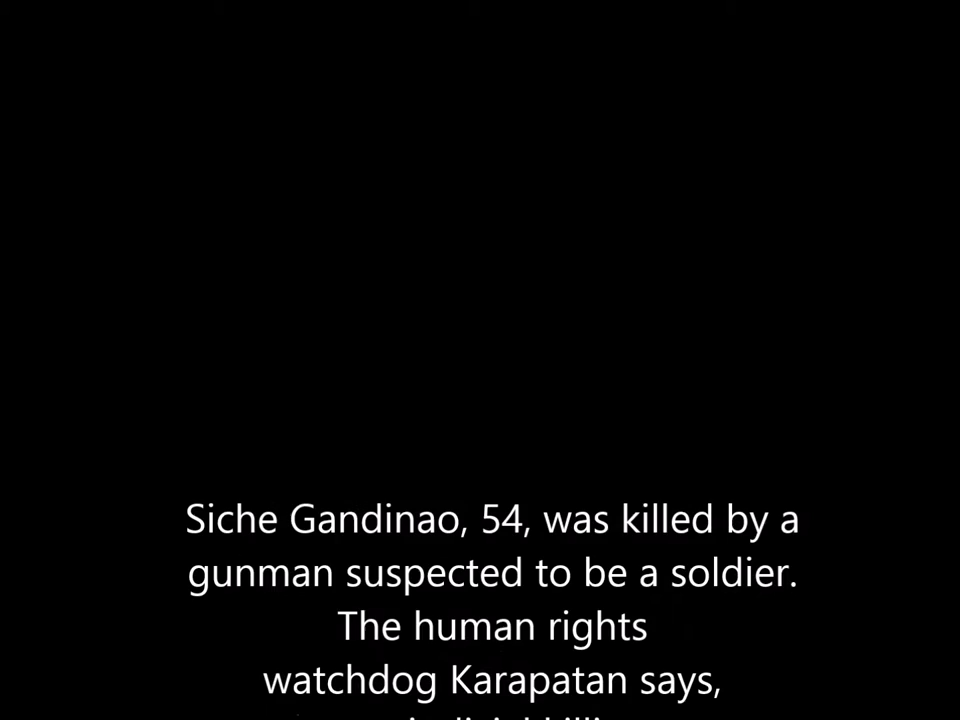 Siche Gandinao, 54, was killed by a
gunman suspected to be a soldier.
The human rights
watchdog Karapatan says,